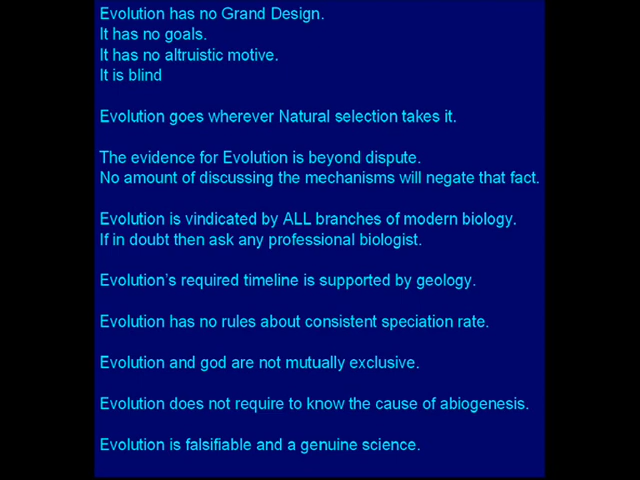 Evolution has no Grand Design.
It has no goals.
It has no altruistic motive.
It is blind
Evolution goes wherever Natural selection takes it.
The evidence for Evolution is beyond dispute.
No amount of discussing the mechanisms will negate that fact.
Evolution is vindicated by ALL branches of modern biology.
If in doubt then ask any professional biologist.
Evolution's required timeline is supported by geology.
Evolution has no rules about consistent speciation rate.
Evolution and god are not mutually exclusive.
Evolution does not require to know the cause of abiogenesis.
Evolution is falsifiable and a genuine science.